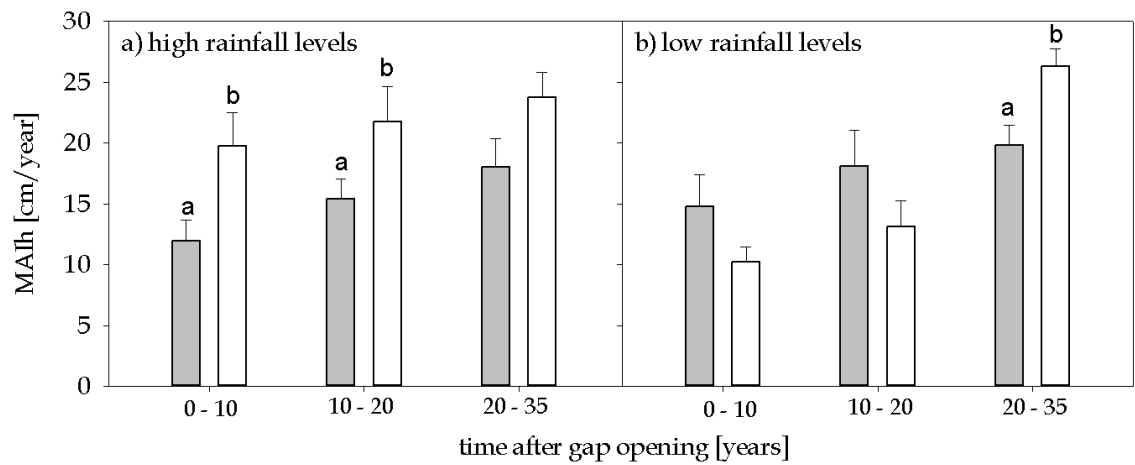 a) high rainfall levels
b) low rainfall levels
MAIh [cm/year]
30
25
20
15
10
5
0
a
b
a
b
a
b
0 - 10
10 - 20
20 - 35
0 - 10
10 - 20
20 - 35
time after gap opening [years]